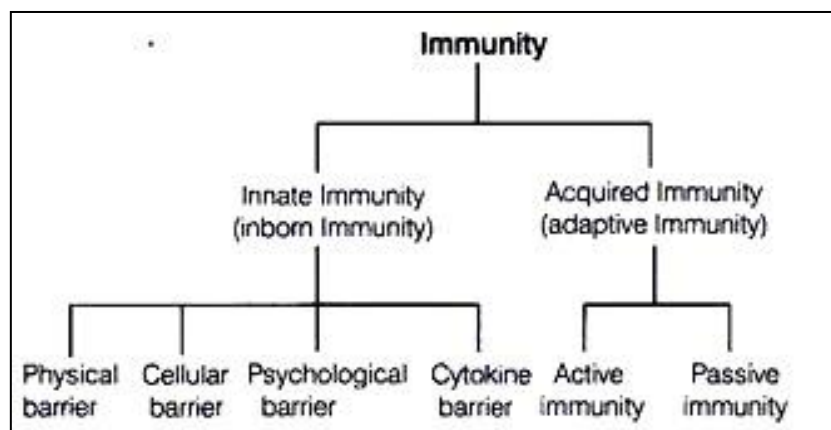 Immunity
Innate Immunity
(inborn Immunity)
Acquired Immunity
(adaptive Immunity)
Physical
barrier
Cellular
barrier
Psychological
barrier
Cytokine
barrier
Active
immunity
Passive
immunity